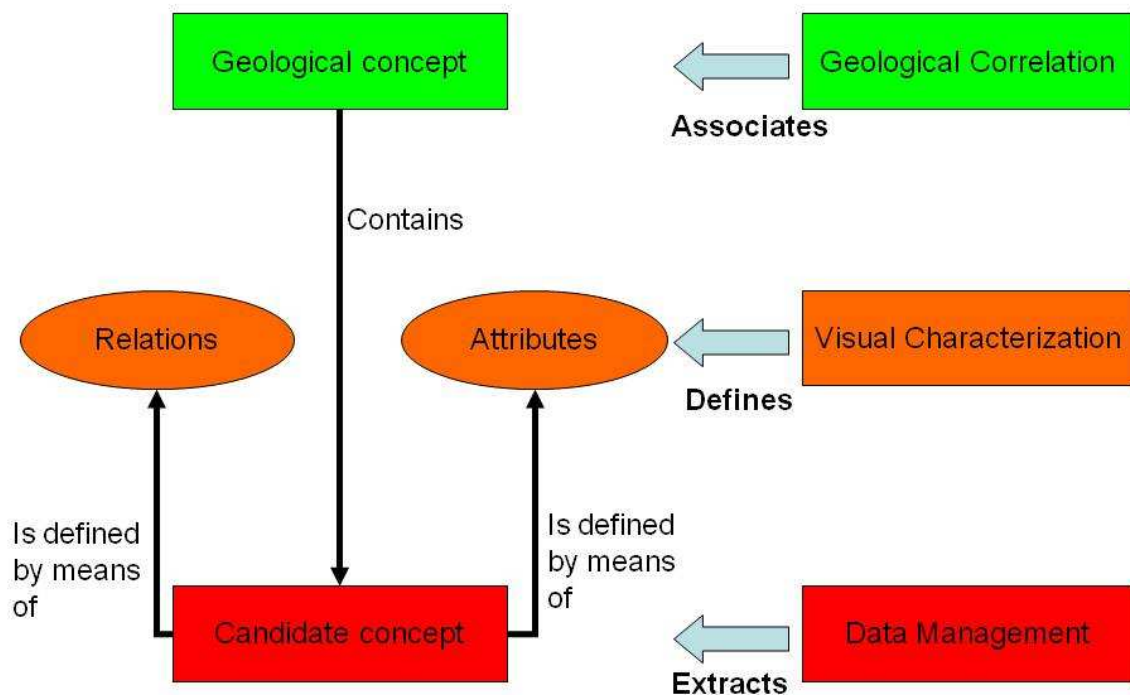 Geological concept
Geological Correlation
Associates
Contains
Relations
Attributes
Visual Characterization
Defines
Is defined
by means
of
Is defined
by means
of
Candidate concept
Data Management
Extracts